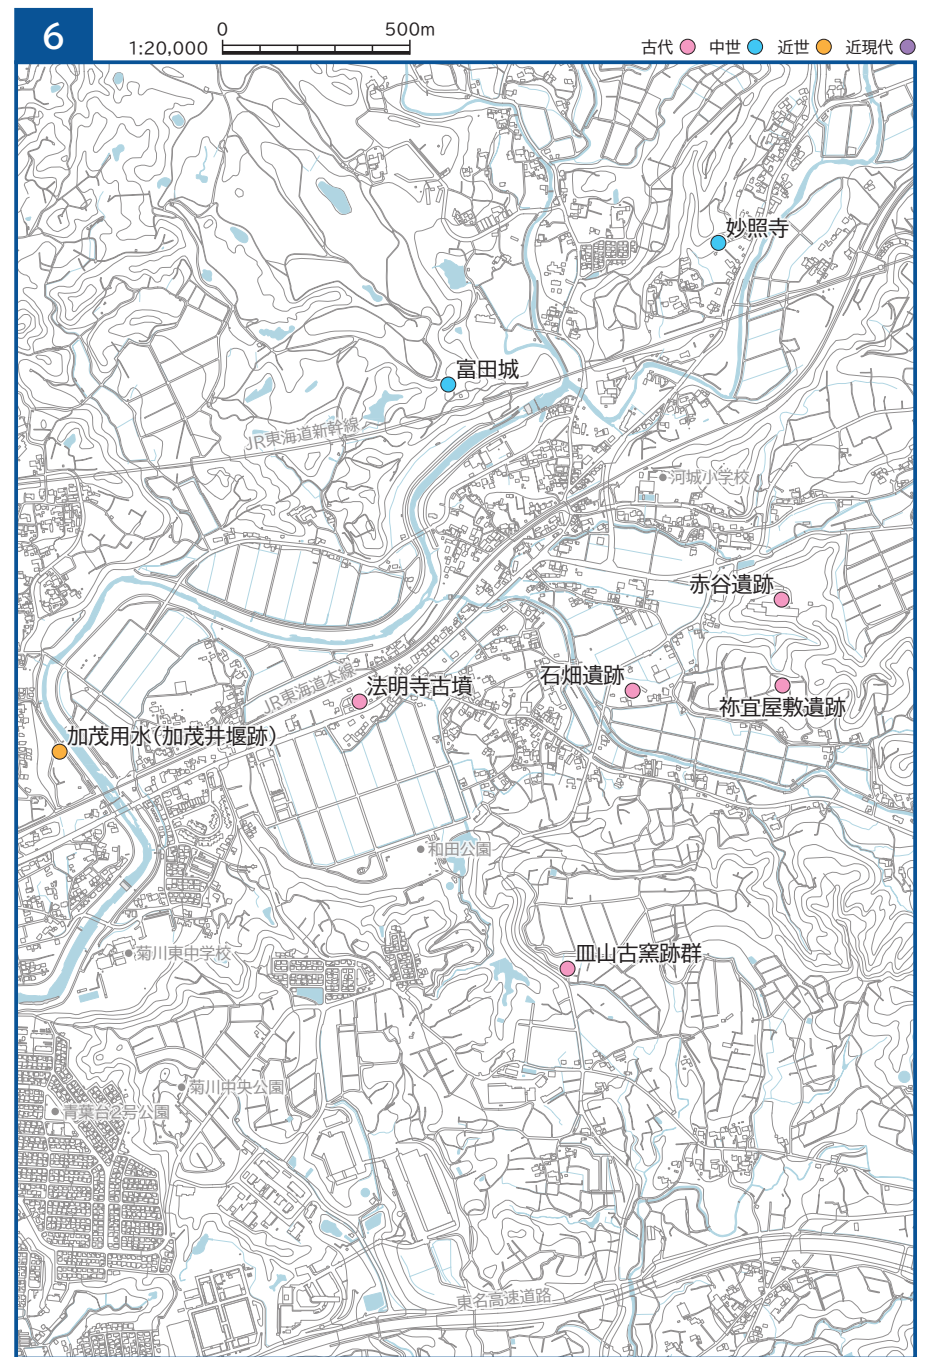 6
1:20,000
0
500m
古代
中世
近世
近現代
妙照寺
富田城
JR東海道新幹線
河城小学校
赤谷遺跡
石畑遺跡
JR東海道本線
法明寺古墳
祢宜屋敷遺跡
加茂用水(加茂井堰跡)
和田公園
菊川東中学校
皿山古窯跡群
菊川中央公園
青葉台2号公園
東名高速道路